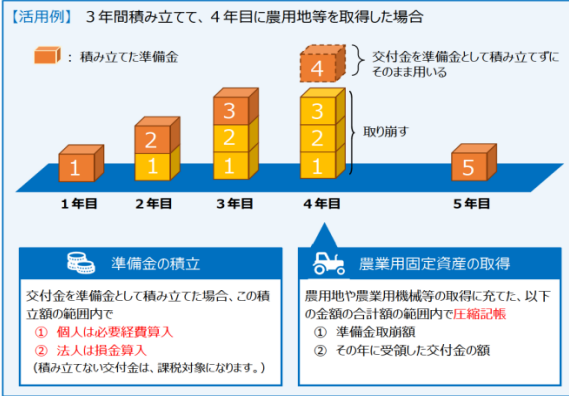 【活用例】 3年間積み立てて、4年目に農用地等を取得した場合
： 積み立てた準備金
4
交付金を準備金として積み立てずに
そのまま用いる
1
2
1
3
2
1
3
2
1
取り崩す
5
1年目
2年目
3年目
4年目
5年目
準備金の積立
交付金を準備金として積み立てた場合、この積
立額の範囲内で
① 個人は必要経費算入
② 法人は損金算入
（積み立てない交付金は、課税対象になります。）
農業用固定資産の取得
農用地や農業用機械等の取得に充てた、以下
の金額の合計額の範囲内で圧縮記帳
① 準備金取崩額
② その年に受領した交付金の額